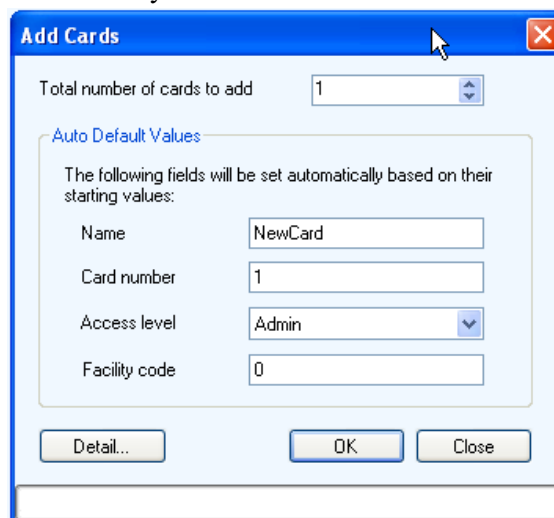 Add Cards
Total number of cards to add 1
Auto Default Values
The following fields will be set automatically based on their
starting values:
Name NewCard
Card number 1
Access level Admin
Facility code 0
Detail... OK Close